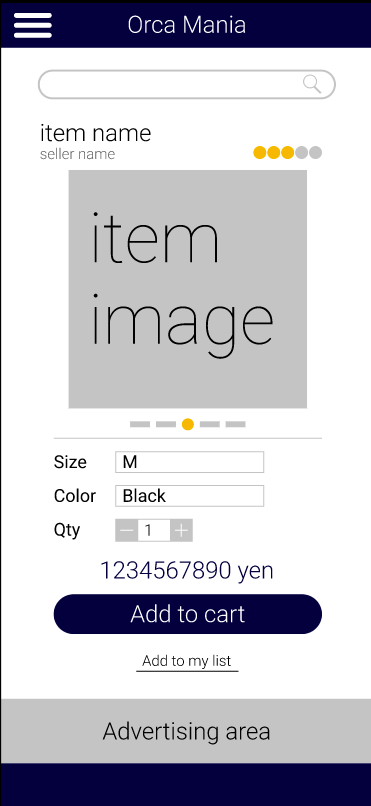 Orca Mania
item name
seller name
item
image
Size M
Color Black
Qty 1
1234567890 yen
Add to cart
Add to my list
Advertising area